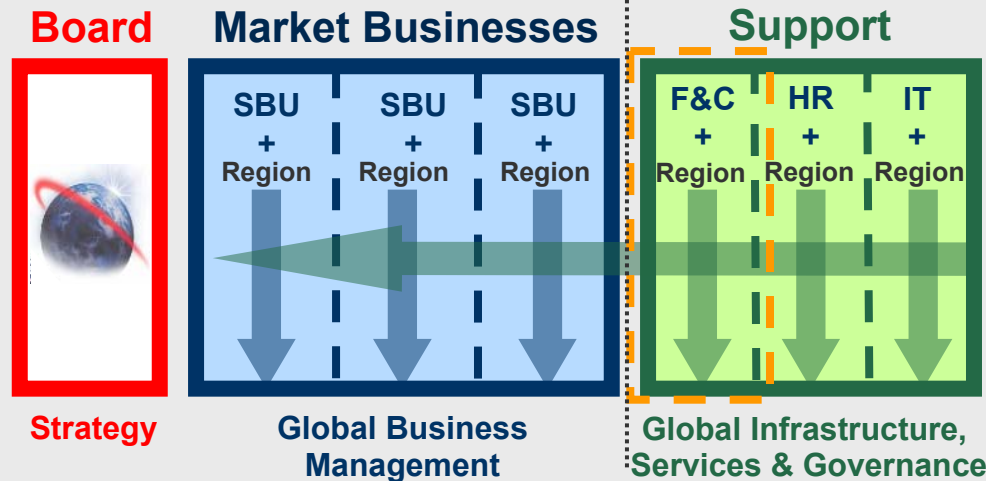 Board
Market Businesses
Support
SBU
+
Region
SBU
+
Region
SBU
+
Region
F&C
+
Region
HR
+
Region
IT
+
Region
Strategy
Global Business
Management
Global Infrastructure,
Services & Governance